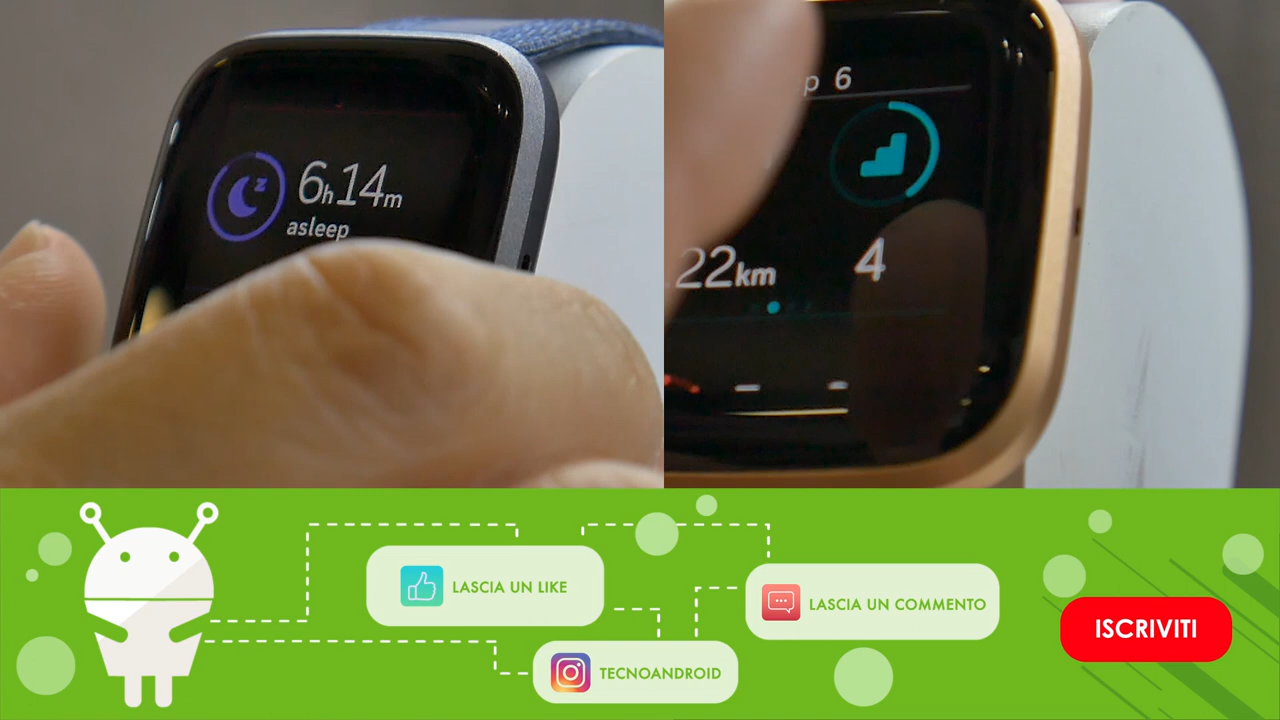 6h14m
asleep
p 6
22km
4
LASCIA UN LIKE
LASCIA UN COMMENTO
TECNOANDROID
ISCRIVITI